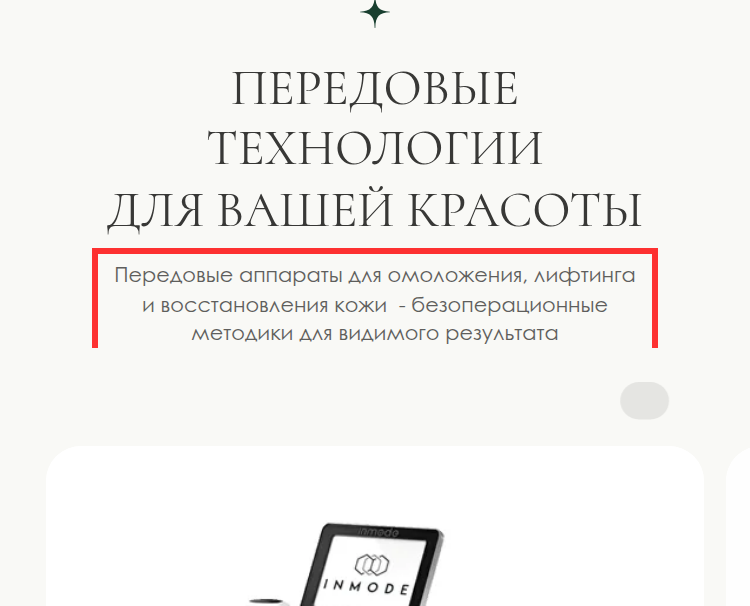 ПЕРЕДОВЫЕ
ТЕХНОЛОГИИ
ДЛЯ ВАШЕЙ КРАСОТЫ
Передовые аппараты для омоложения, лифтинга
и восстановления кожи  - безоперационные
методики для видимого результата
inmode
INMODE